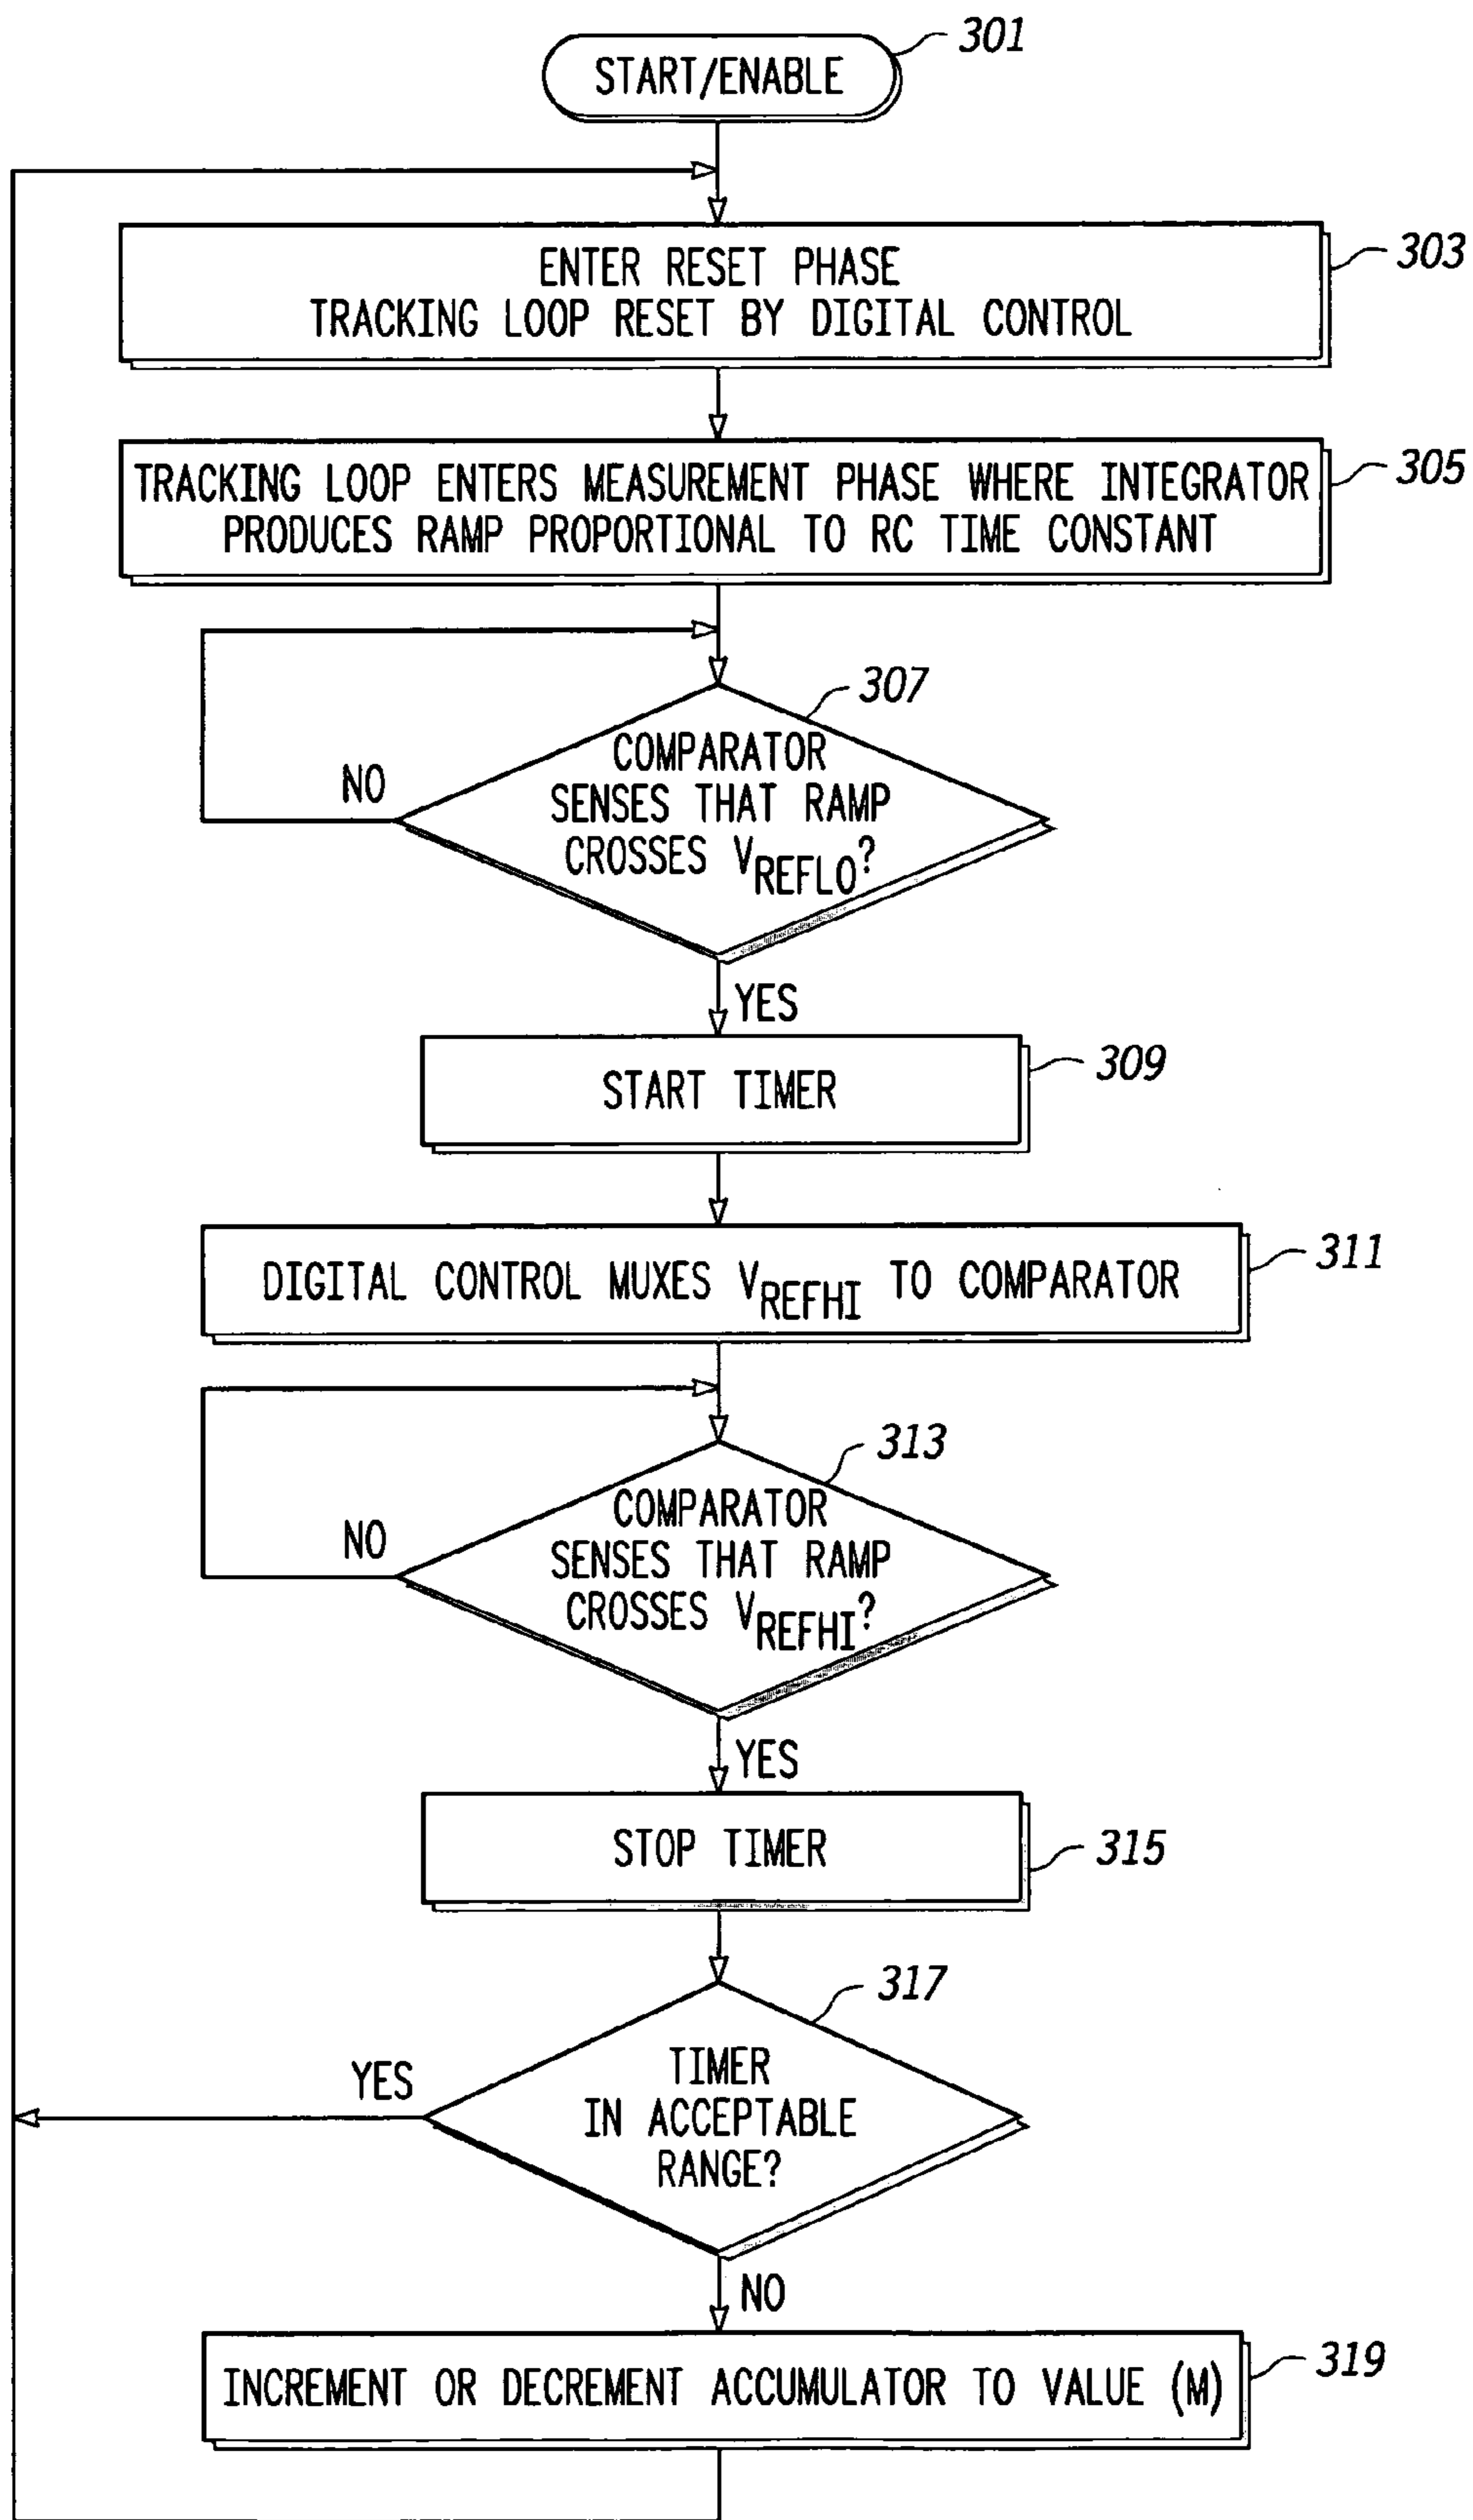 301
START/ENABLE
303
ENTER RESET PHASE
TRACKING LOOP RESET BY DIGITAL CONTROL
305
TRACKING LOOP ENTERS MEASUREMENT PHASE WHERE INTEGRATOR
PRODUCES RAMP PROPORTIONAL TO RC TIME CONSTANT
307
COMPARATOR
SENSES THAT RAMP
CROSSES VREFLO?
NO
YES
309
START TIMER
311
DIGITAL CONTROL MUXES VREFHI TO COMPARATOR
313
COMPARATOR
SENSES THAT RAMP
CROSSES VREFHI?
NO
YES
315
STOP TIMER
317
TIMER
IN ACCEPTABLE
RANGE?
YES
NO
319
INCREMENT OR DECREMENT ACCUMULATOR TO VALUE (M)